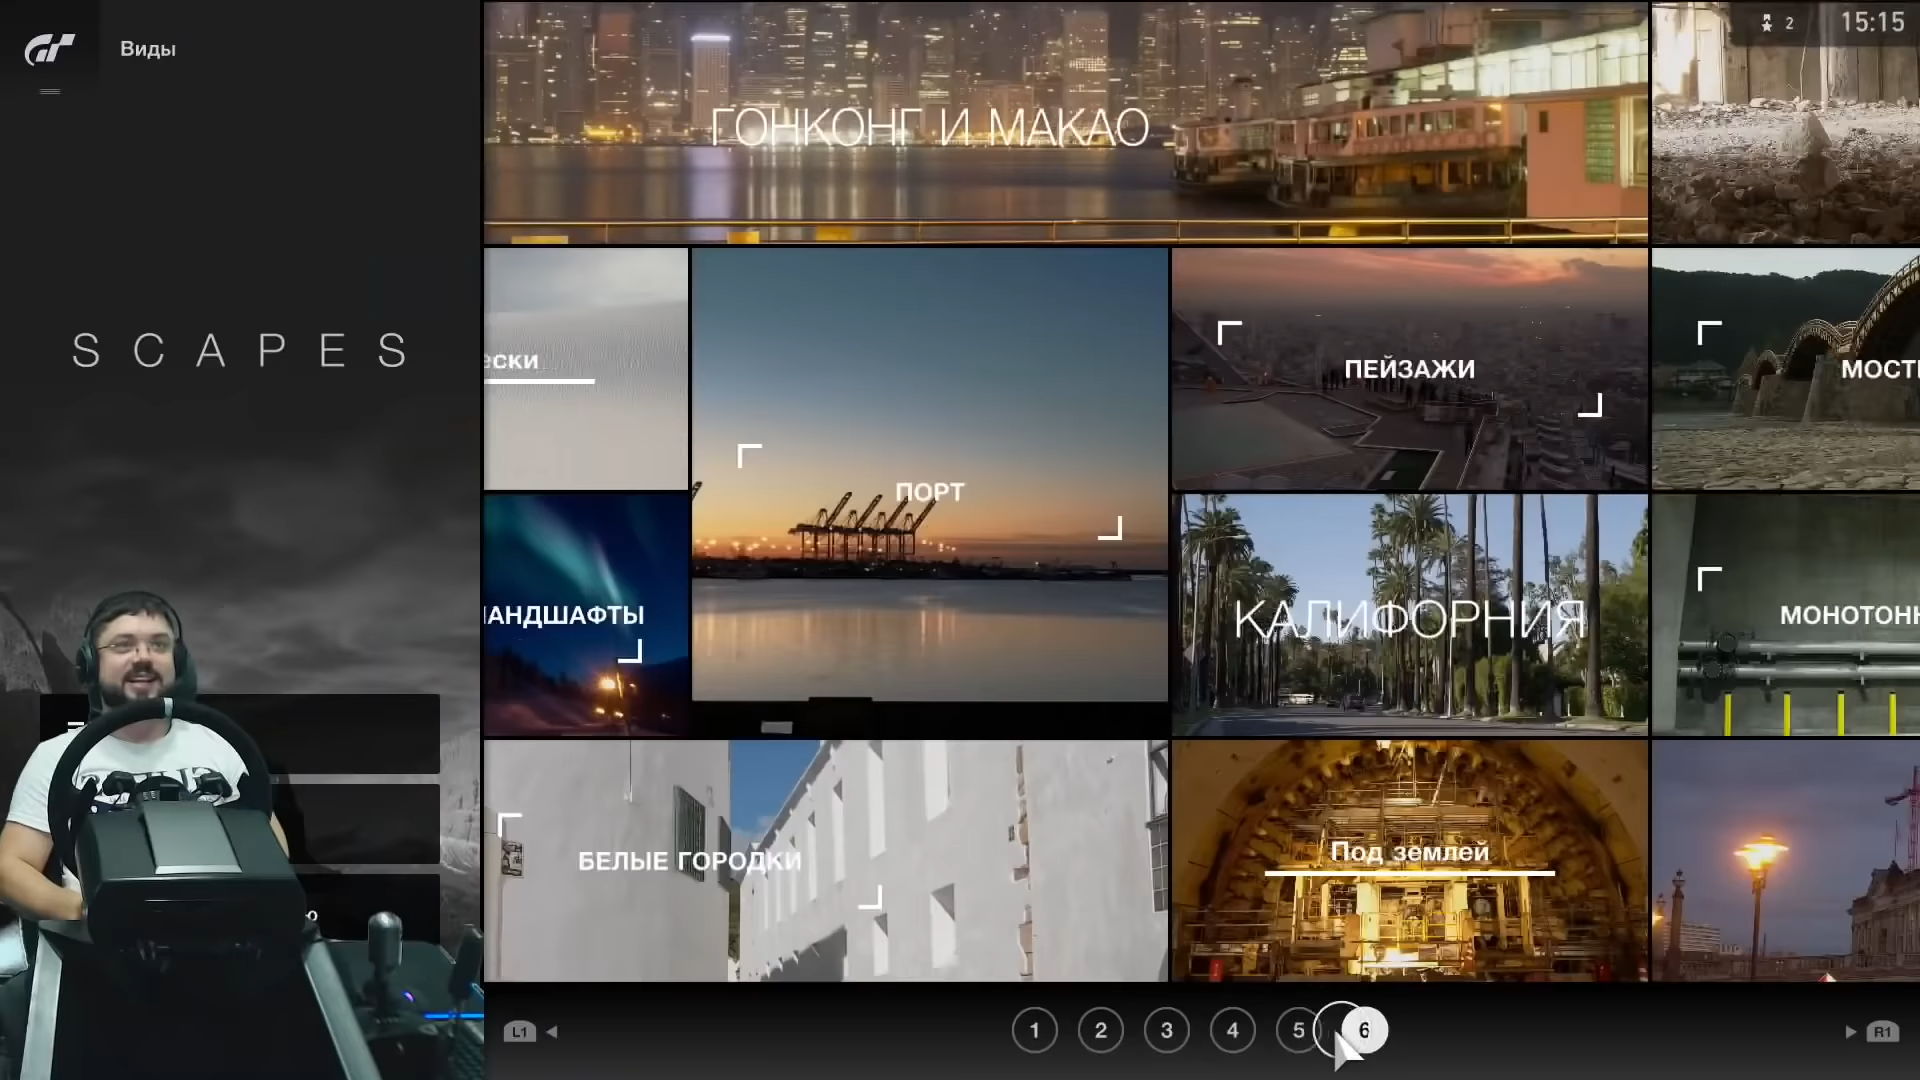 Виды
2
15:15
SCAPES
ГОНКОНГ И МАКАО
ески
ПОРТ
ПЕЙЗАЖИ
МОСТ
АНДШАФТЫ
КАЛИФОРНИЯ
МОНОТОН
БЕЛЫЕ ГОРОДКИ
Под землей
L1
1
2
3
4
5
6
R1